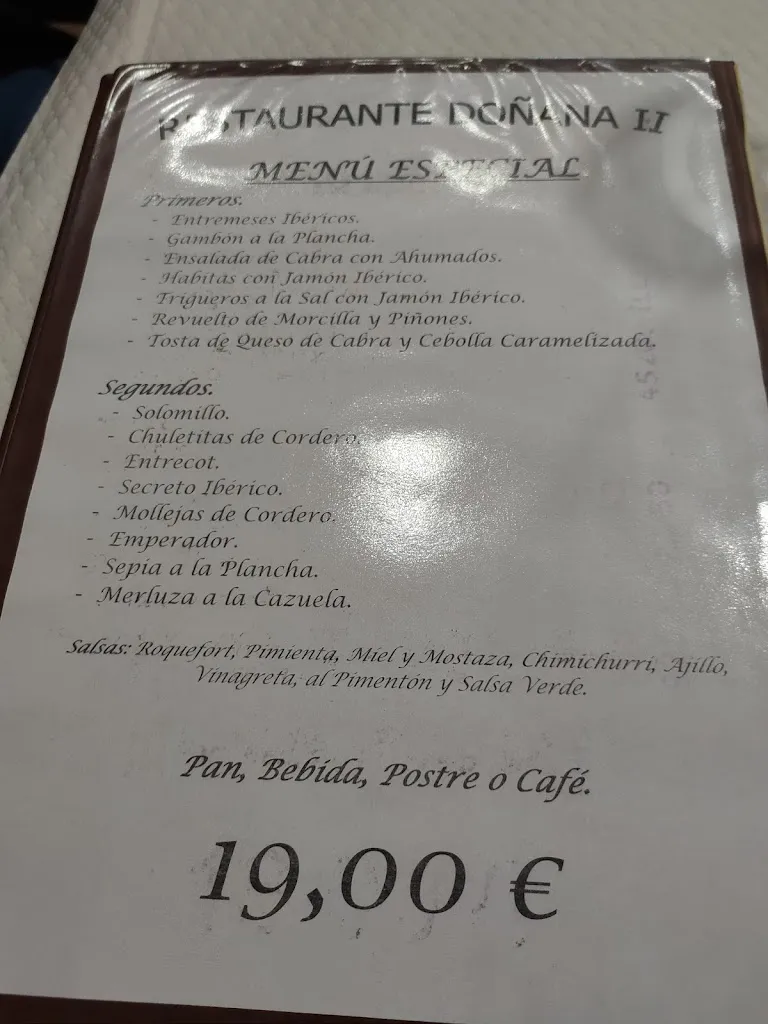 RESTAURANTE DOÑANA II
MENÚ ESPECIAL
Primeros.
- Entremeses Ibéricos.
- Gambón a la Plancha.
- Ensalada de Cabra con Ahumados.
- Habitas con Jamón Ibérico.
- Trigueros a la Sal con Jamón Ibérico.
- Revuelto de Morcilla y Piñones.
- Tosta de Queso de Cabra y Cebolla Caramelizada.
Segundos.
- Solomillo.
- Chuletitas de Cordero.
- Entrecot.
- Secreto Ibérico.
- Mollejas de Cordero.
- Emperador.
- Sepia a la Plancha.
- Merluza a la Cazuela.
Salsas: Roquefort, Pimienta, Miel y Mostaza, Chimichurri, Ajillo,
Vinagreta, al Pimentón y Salsa Verde.
Pan, Bebida, Postre o Café.
19,00 €